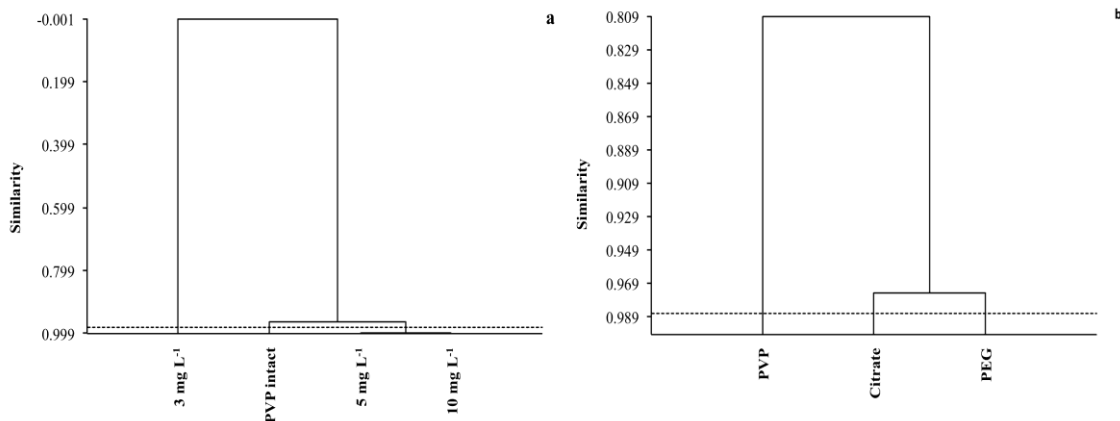 a
-0.001
0.199
0.399
0.599
0.799
0.999
Similarity
3 mg L⁻¹
PVP intact
5 mg L⁻¹
10 mg L⁻¹
b
0.809
0.829
0.849
0.869
0.889
0.909
0.929
0.949
0.969
0.989
Similarity
PVP
Citrate
PEG